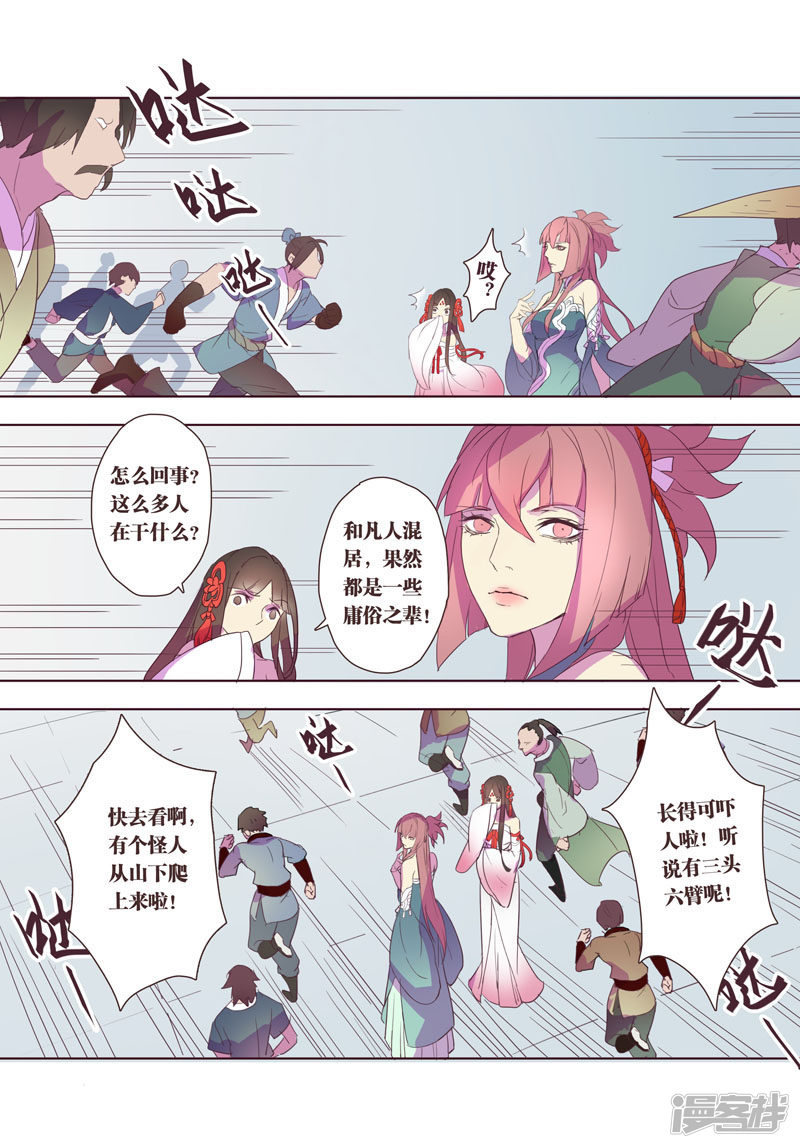 哒
哒
哒
哎？
怎么回事？
这么多人
在干什么？
和凡人混
居，果然
都是一些
庸俗之辈！
哒
哒
快去看啊，
有个怪人
从山下爬
上来啦！
长得可吓
人啦！听
说有三头
六臂呢！
哒
哒
漫客栈